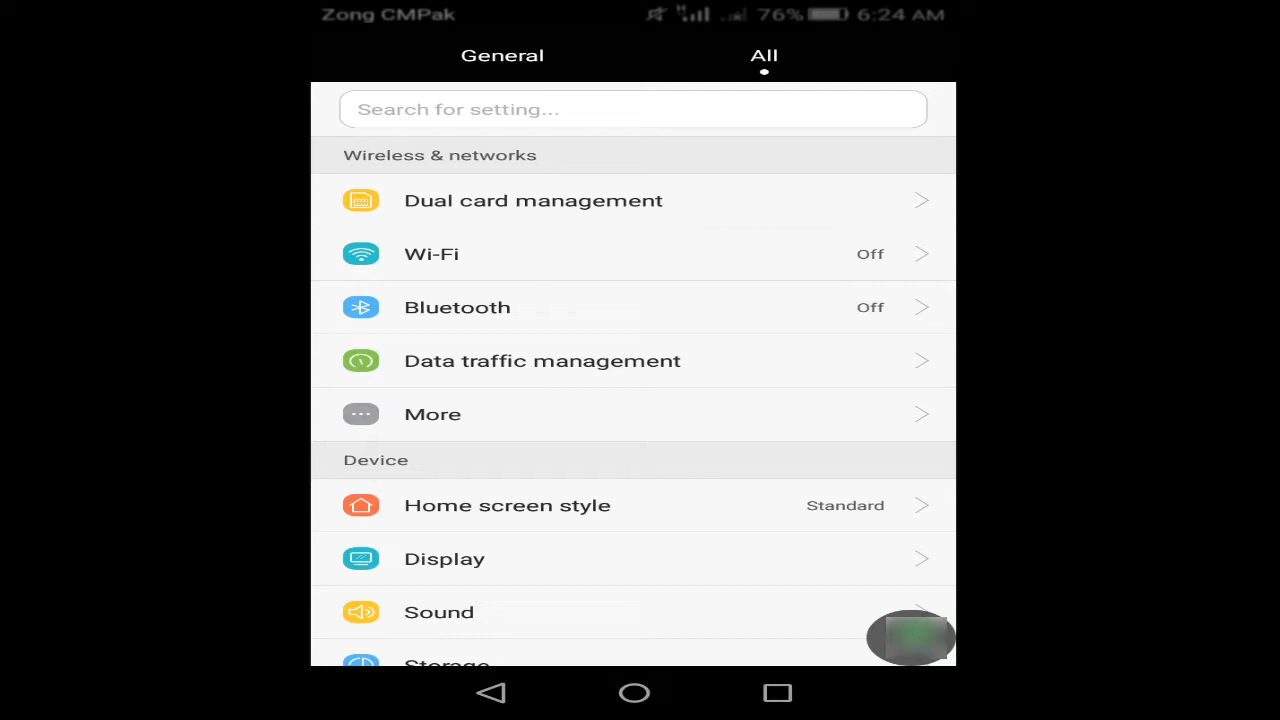 Zong CMPak 76% 6:24 AM
General All
Search for setting...
Wireless & networks
Dual card management
Wi-Fi Off
Bluetooth Off
Data traffic management
More
Device
Home screen style Standard
Display
Sound
Storage